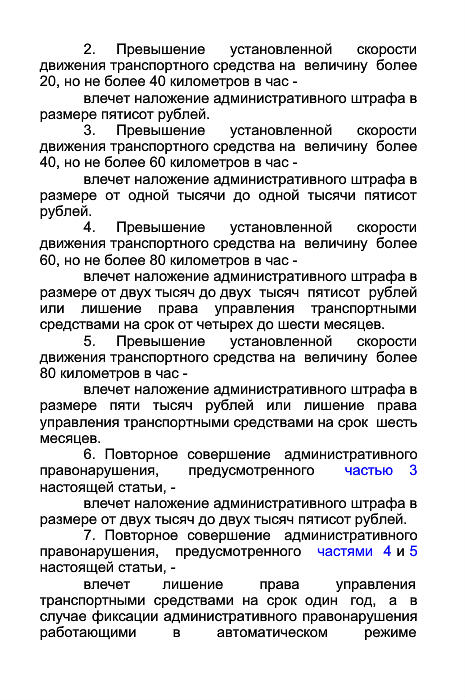 2. Превышение установленной скорости
движения транспортного средства на величину более
20, но не более 40 километров в час -
влечет наложение административного штрафа в
размере пятисот рублей.
3. Превышение установленной скорости
движения транспортного средства на величину более
40, но не более 60 километров в час -
влечет наложение административного штрафа в
размере от одной тысячи до одной тысячи пятисот
рублей.
4. Превышение установленной скорости
движения транспортного средства на величину более
60, но не более 80 километров в час -
влечет наложение административного штрафа в
размере от двух тысяч до двух тысяч пятисот рублей
или лишение права управления транспортными
средствами на срок от четырех до шести месяцев.
5. Превышение установленной скорости
движения транспортного средства на величину более
80 километров в час -
влечет наложение административного штрафа в
размере пяти тысяч рублей или лишение права
управления транспортными средствами на срок шесть
месяцев.
6. Повторное совершение административного
правонарушения, предусмотренного частью 3
настоящей статьи, -
влечет наложение административного штрафа в
размере от двух тысяч до двух тысяч пятисот рублей.
7. Повторное совершение административного
правонарушения, предусмотренного частями 4 и 5
настоящей статьи, -
влечет лишение права управления
транспортными средствами на срок один год, а в
случае фиксации административного правонарушения
работающими в автоматическом режиме